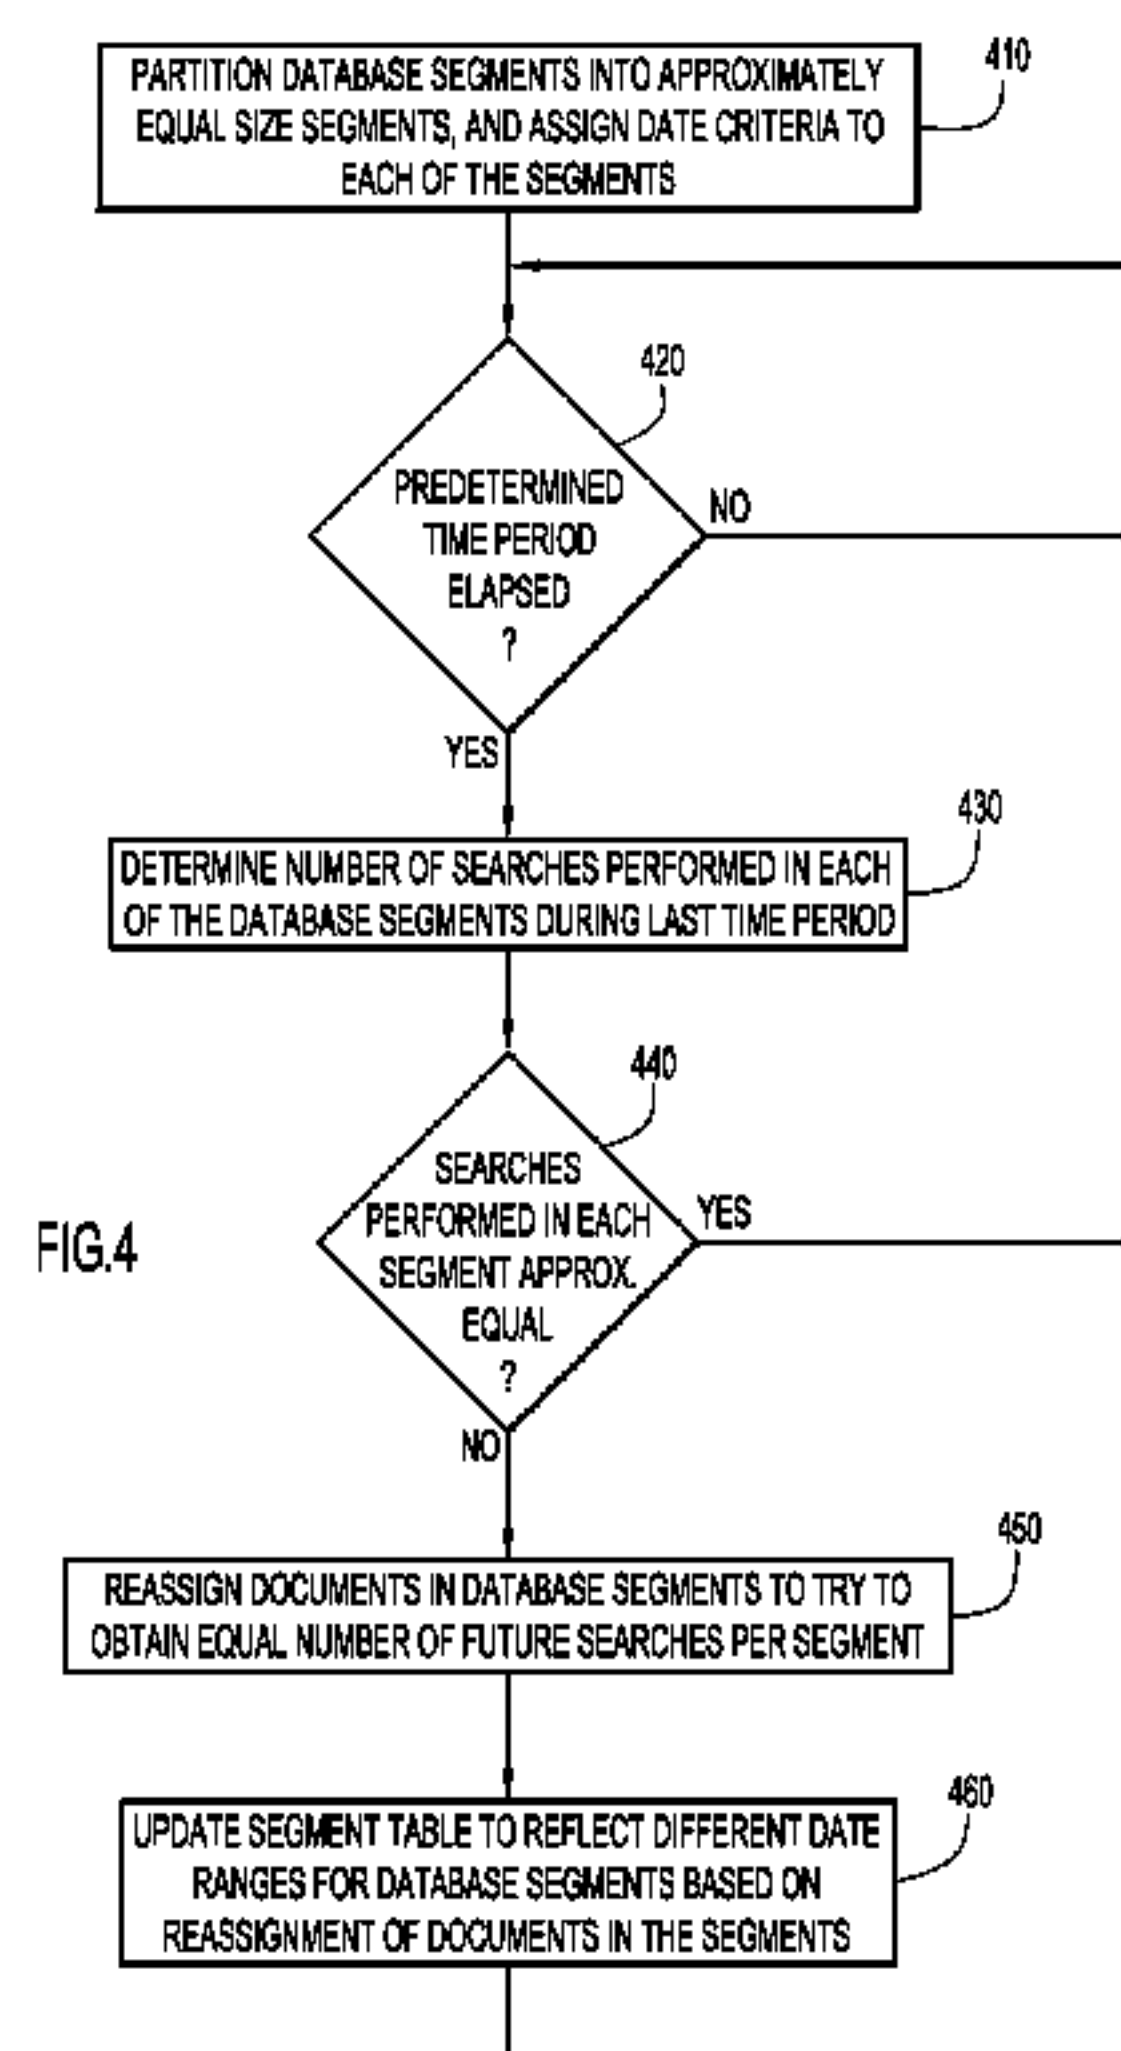 410
PARTITION DATABASE SEGMENTS INTO APPROXIMATELY
EQUAL SIZE SEGMENTS, AND ASSIGN DATE CRITERIA TO
EACH OF THE SEGMENTS
420
PREDETERMINED
TIME PERIOD
ELAPSED
?
NO
YES
430
DETERMINE NUMBER OF SEARCHES PERFORMED IN EACH
OF THE DATABASE SEGMENTS DURING LAST TIME PERIOD
440
SEARCHES
PERFORMED IN EACH
SEGMENT APPROX.
EQUAL
?
YES
FIG.4
NO
450
REASSIGN DOCUMENTS IN DATABASE SEGMENTS TO TRY TO
OBTAIN EQUAL NUMBER OF FUTURE SEARCHES PER SEGMENT
460
UPDATE SEGMENT TABLE TO REFLECT DIFFERENT DATE
RANGES FOR DATABASE SEGMENTS BASED ON
REASSIGNMENT OF DOCUMENTS IN THE SEGMENTS